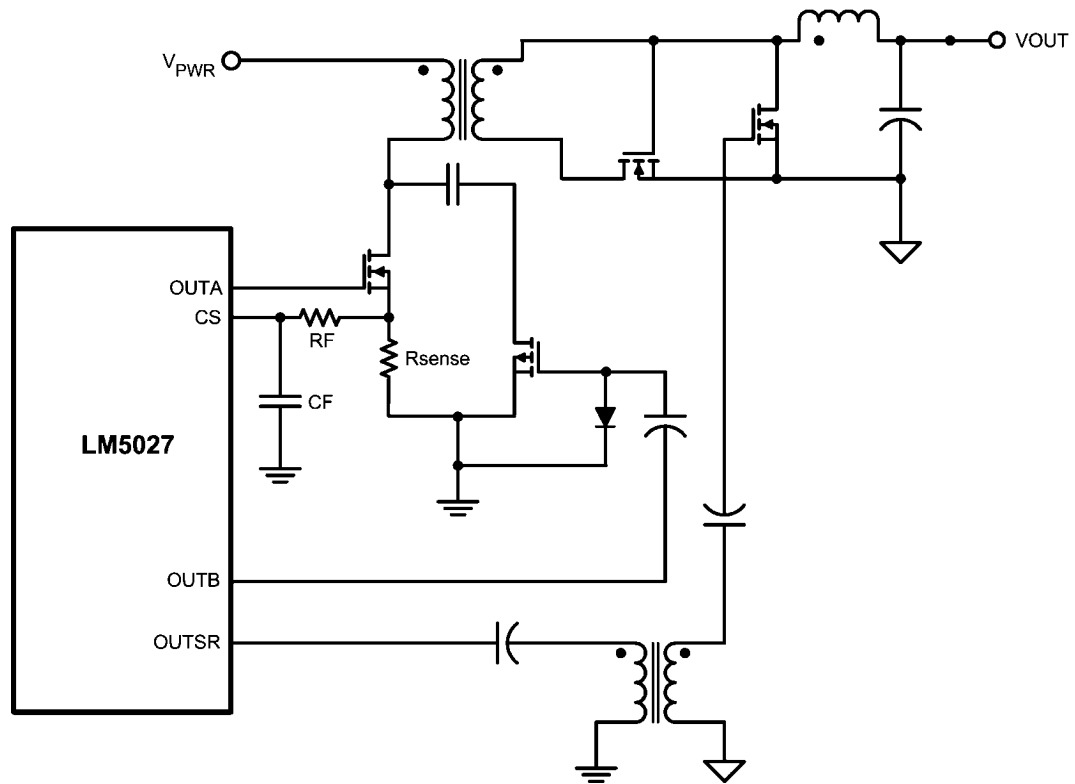 VPWR
VOUT
OUTA
CS
RF
Rsense
CF
LM5027
OUTB
OUTSR